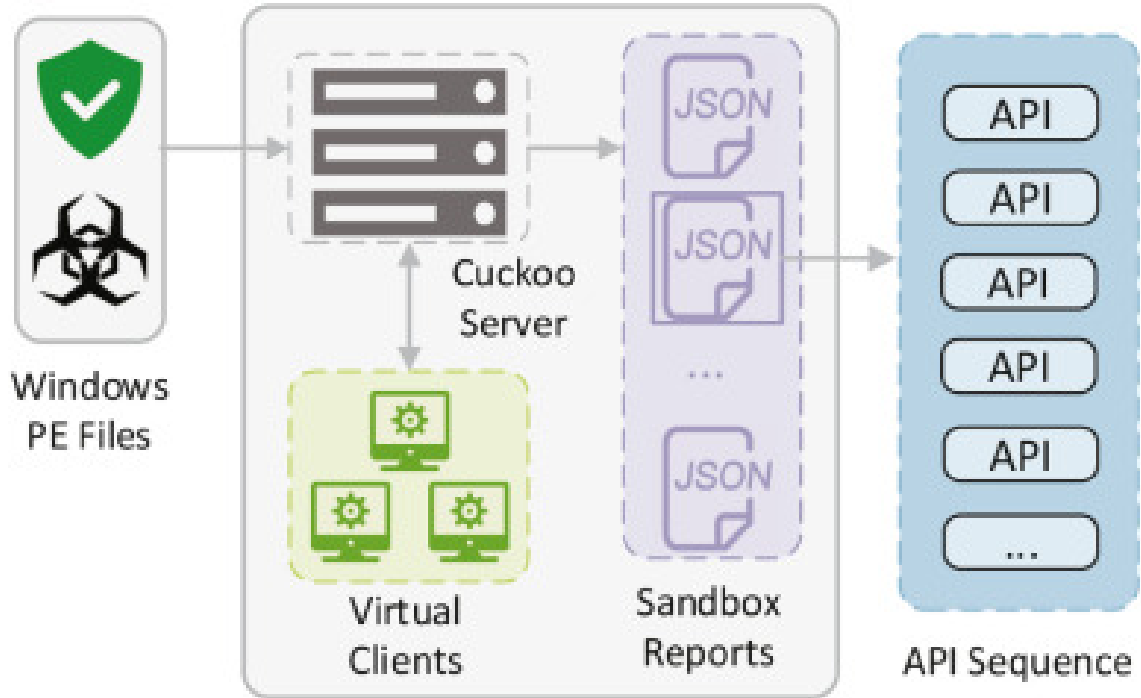 Windows
PE Files
Cuckoo
Server
Virtual
Clients
JSON
JSON
...
JSON
Sandbox
Reports
API
API
API
API
API
...
API Sequence